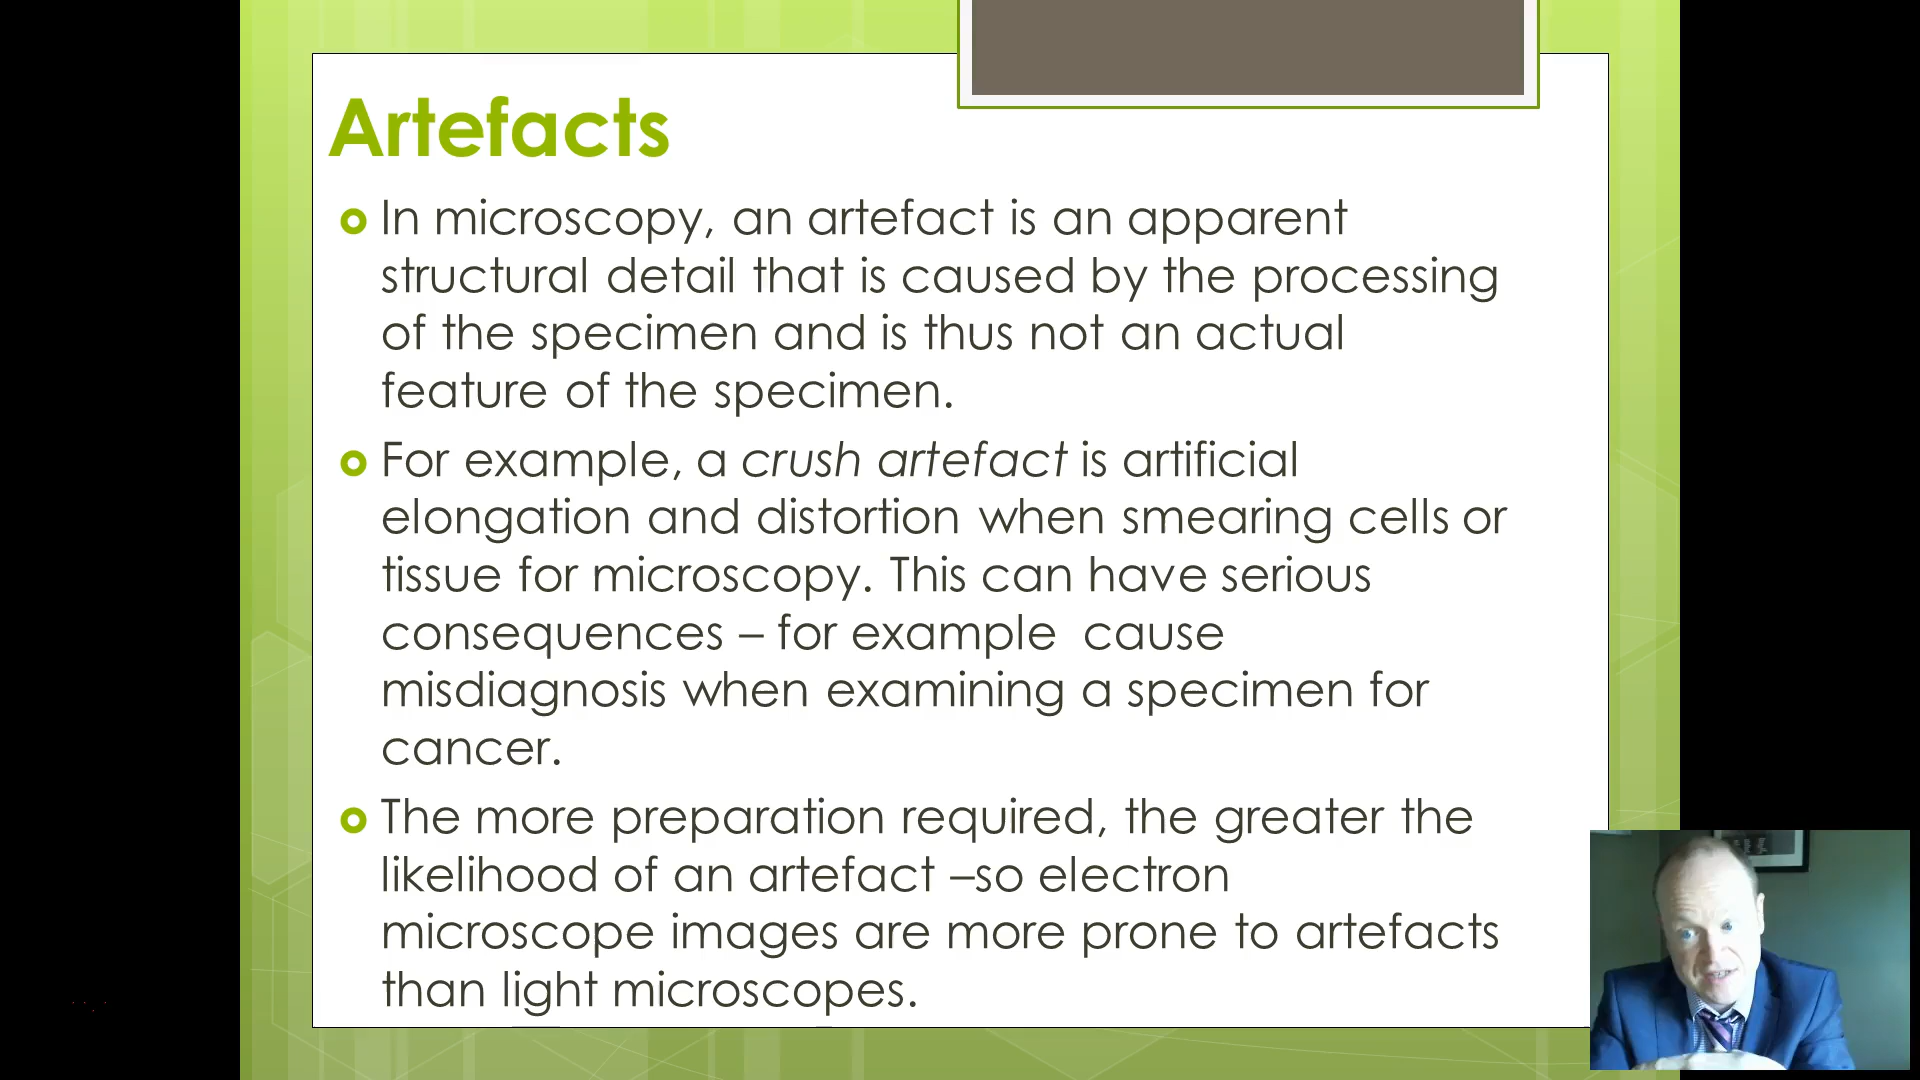 Artefacts
In microscopy, an artefact is an apparent
structural detail that is caused by the processing
of the specimen and is thus not an actual
feature of the specimen.
For example, a crush artefact is artificial
elongation and distortion when smearing cells or
tissue for microscopy. This can have serious
consequences – for example  cause
misdiagnosis when examining a specimen for
cancer.
The more preparation required, the greater the
likelihood of an artefact –so electron
microscope images are more prone to artefacts
than light microscopes.